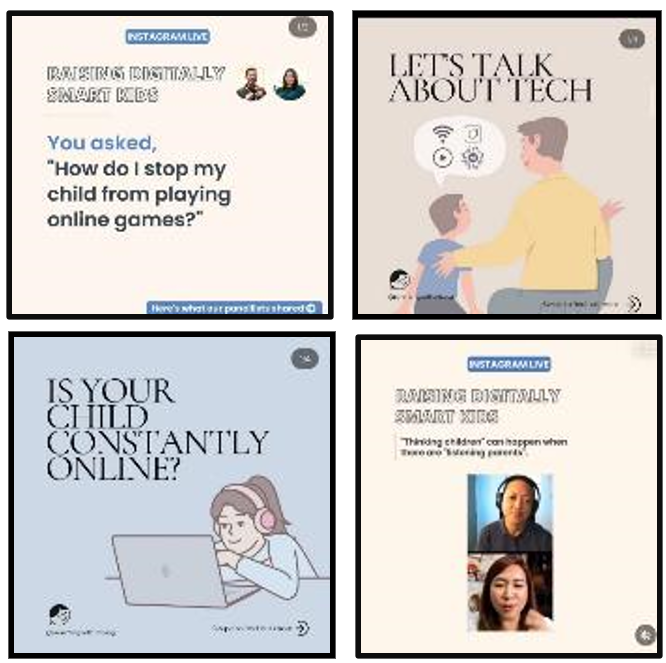 INSTAGRAM LIVE
RAISING DIGITALLY
SMART KIDS
You asked,
"How do I stop my
child from playing
online games?"
Here's what our panellists shared
LET'S TALK
ABOUT TECH
IS YOUR
CHILD
CONSTANTLY
ONLINE?
INSTAGRAM LIVE
RAISING DIGITALLY
SMART KIDS
"Thinking children" can happen when
there are "listening parents".